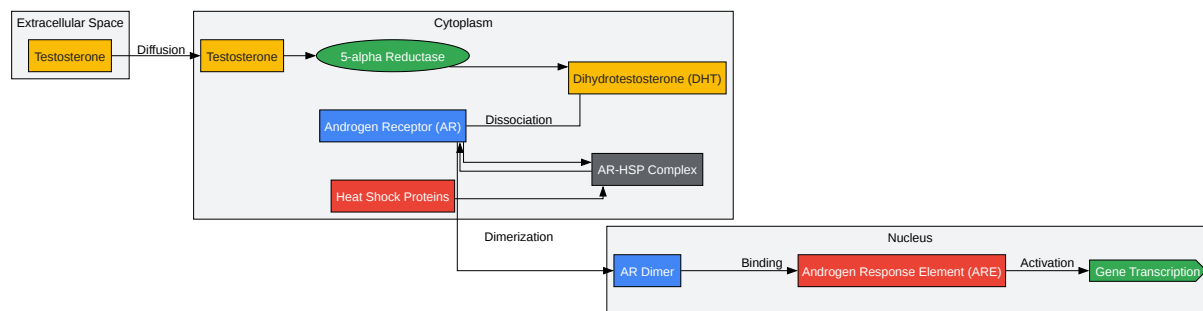 Extracellular Space
Testosterone
Diffusion
Cytoplasm
Testosterone
5-alpha Reductase
Dihydrotestosterone (DHT)
Androgen Receptor (AR)
Dissociation
AR-HSP Complex
Heat Shock Proteins
Dimerization
Nucleus
AR Dimer
Binding
Androgen Response Element (ARE)
Activation
Gene Transcription